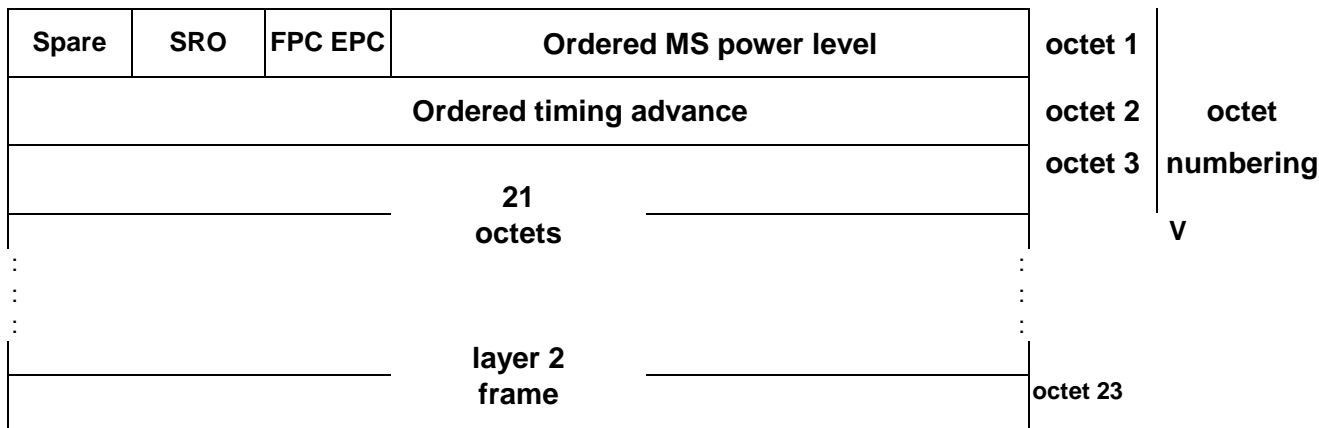 Spare SRO FPC EPC Ordered MS power level octet 1
Ordered timing advance octet 2 octet
octet 3 numbering
21
octets V
:  :
:  :
:  :
layer 2
frame octet 23